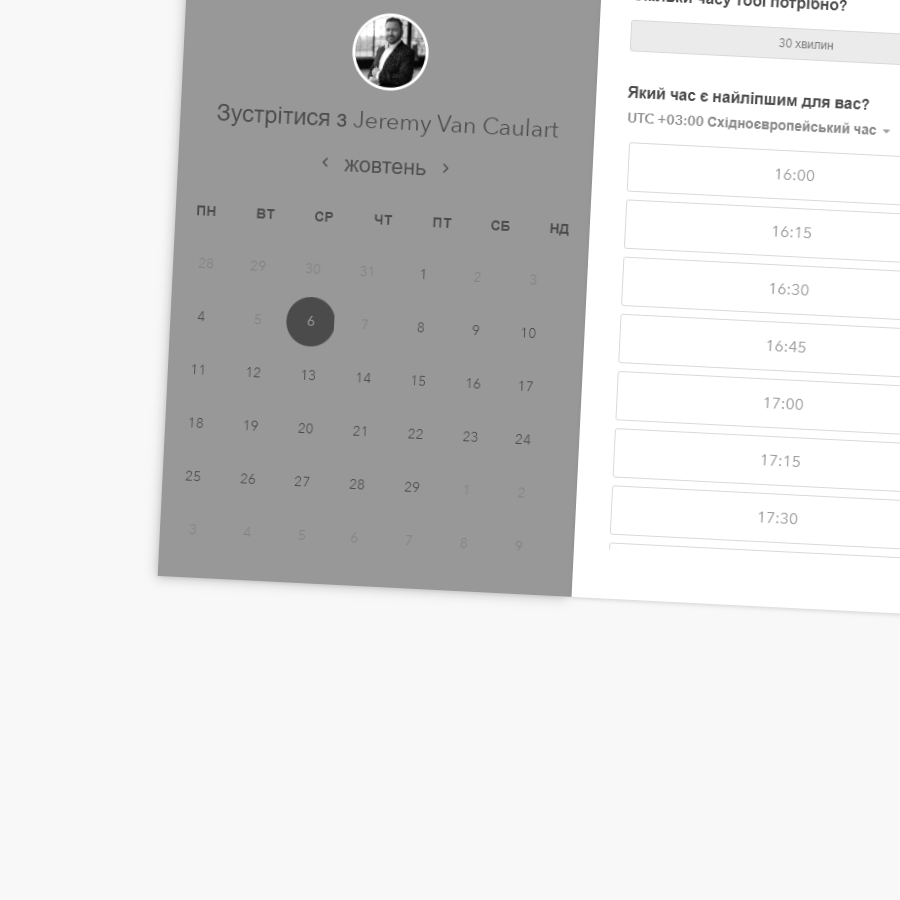 Зустрітися з Jeremy Van Caulart
‹ жовтень ›
ПН ВТ СР ЧТ ПТ СБ НД
28 29 30 31 1 2 3
4 5 6 7 8 9 10
11 12 13 14 15 16 17
18 19 20 21 22 23 24
25 26 27 28 29 1 2
3 4 5 6 7 8 9
часу тобі потрібно?
30 хвилин
Який час є найліпшим для вас?
UTC +03:00 Східноєвропейський час
16:00
16:15
16:30
16:45
17:00
17:15
17:30